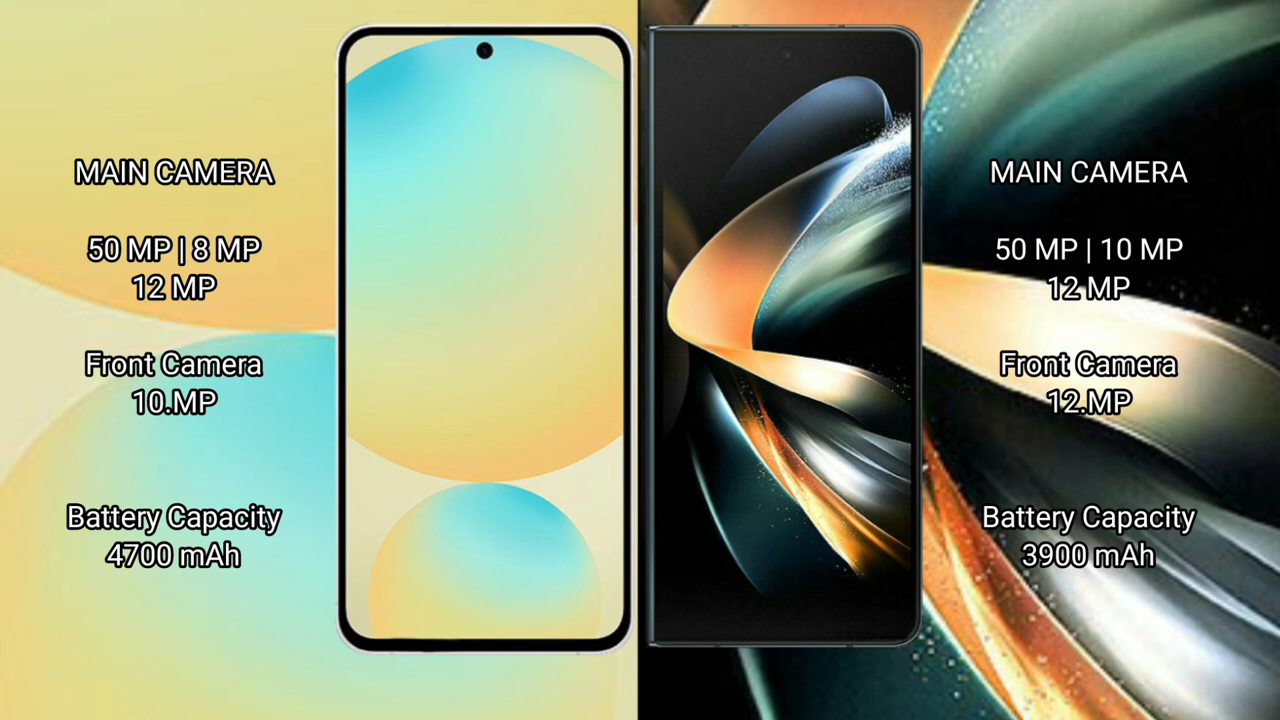 MAIN CAMERA
50 MP | 8 MP
12 MP
Front Camera
10.MP
Battery Capacity
4700 mAh
MAIN CAMERA
50 MP | 10 MP
12 MP
Front Camera
12.MP
Battery Capacity
3900 mAh